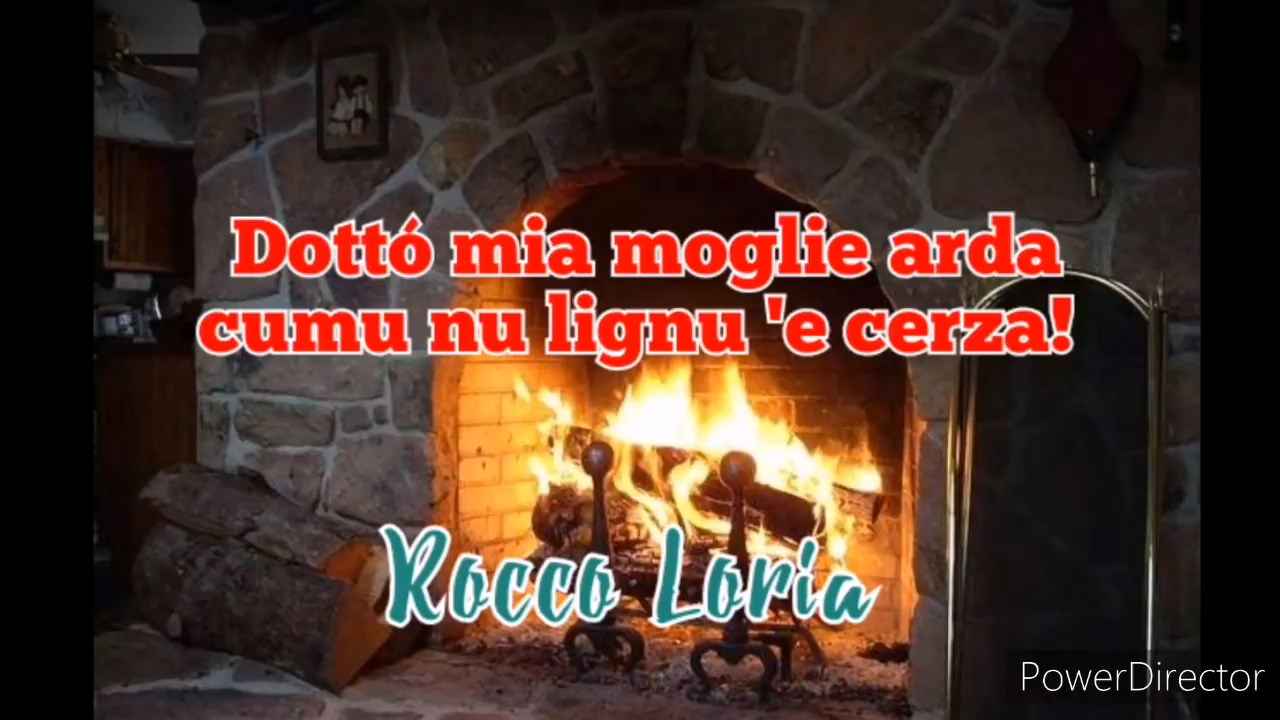 Dottó mia moglie arda
cumu nu lignu 'e cerza!
Rocco Loria
PowerDirector